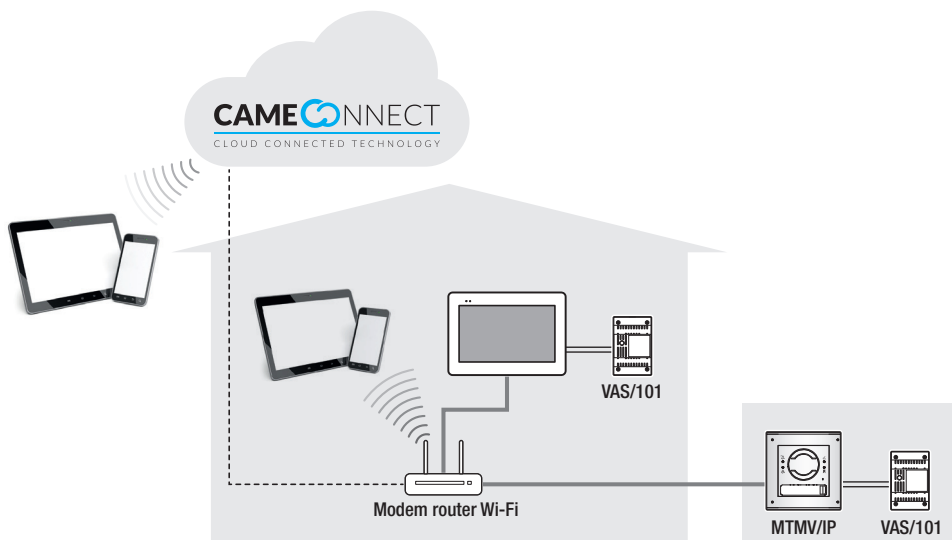 CAMECONNECT
CLOUD CONNECTED TECHNOLOGY
VAS/101
Modem router Wi-Fi
MTMV/IP
VAS/101